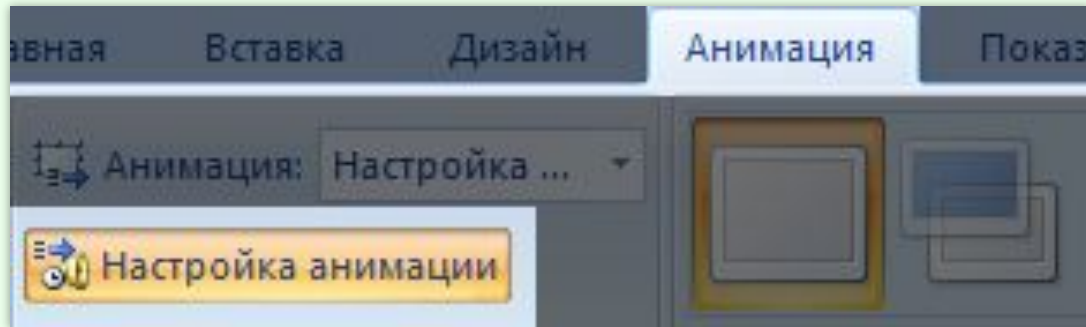 авная Вставка Дизайн Анимация Показ
Анимация: Настройка ...
Настройка анимации